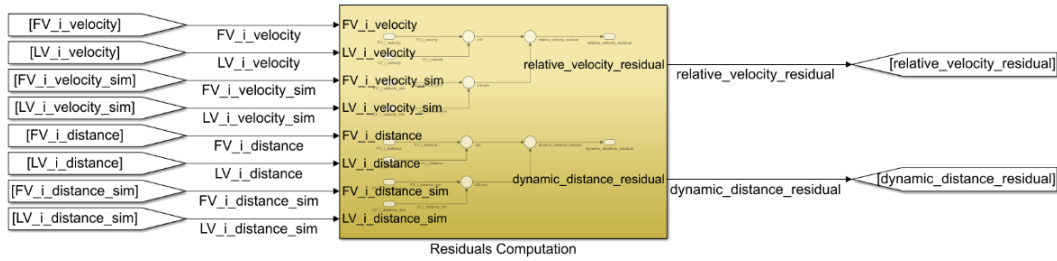 [FV_i_velocity]
FV_i_velocity
FV_i_velocity
[LV_i_velocity]
LV_i_velocity
LV_i_velocity
[FV_i_velocity_sim]
FV_i_velocity_sim
FV_i_velocity_sim
[LV_i_velocity_sim]
LV_i_velocity_sim
LV_i_velocity_sim
[FV_i_distance]
FV_i_distance
FV_i_distance
[LV_i_distance]
LV_i_distance
LV_i_distance
[FV_i_distance_sim]
FV_i_distance_sim
FV_i_distance_sim
[LV_i_distance_sim]
LV_i_distance_sim
LV_i_distance_sim
relative_velocity_residual
relative_velocity_residual
[relative_velocity_residual]
dynamic_distance_residual
dynamic_distance_residual
[dynamic_distance_residual]
Residuals Computation